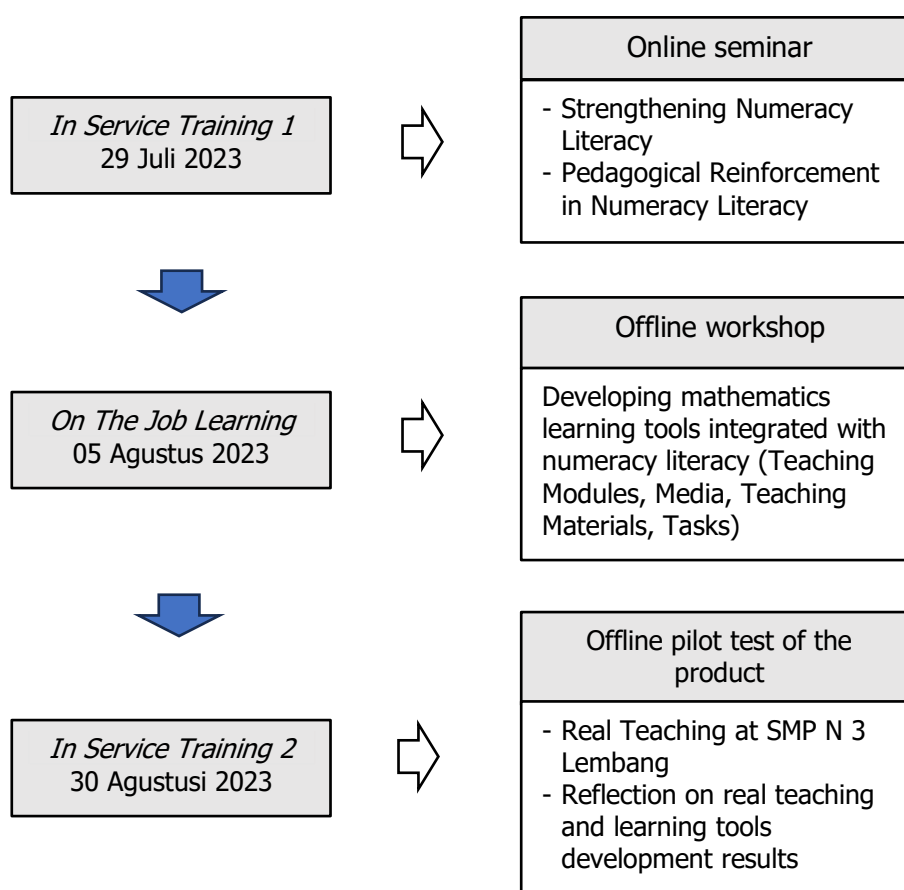 Online seminar
In Service Training 1
29 Juli 2023
- Strengthening Numeracy
Literacy
- Pedagogical Reinforcement
in Numeracy Literacy
Offline workshop
On The Job Learning
05 Agustus 2023
Developing mathematics
learning tools integrated with
numeracy literacy (Teaching
Modules, Media, Teaching
Materials, Tasks)
Offline pilot test of the
product
In Service Training 2
30 Agustusi 2023
- Real Teaching at SMP N 3
Lembang
- Reflection on real teaching
and learning tools
development results